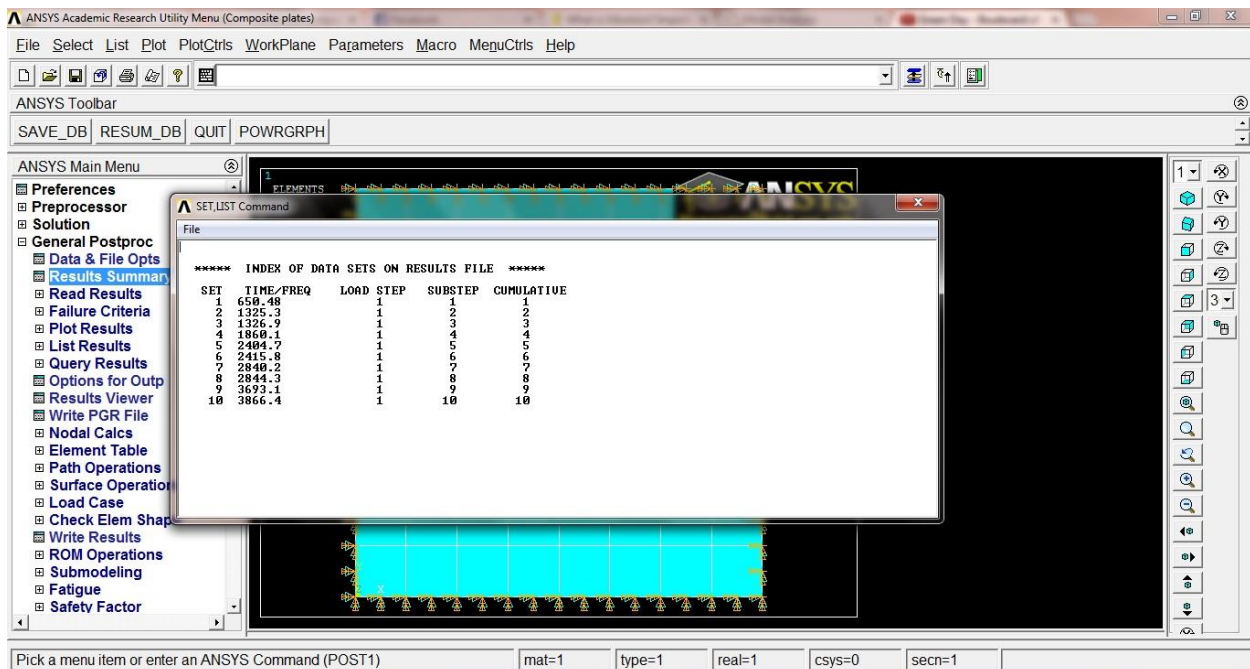 ANSYS Academic Research Utility Menu (Composite plates)
File Select List Plot PlotCtrls WorkPlane Parameters Macro MenuCtrls Help
ANSYS Toolbar
SAVE_DB RESUM_DB QUIT POWRGRPH
ANSYS Main Menu
Preferences
Preprocessor
Solution
General Postproc
Data & File Opts
Results Summary
Read Results
Failure Criteria
Plot Results
List Results
Query Results
Options for Outp
Results Viewer
Write PGR File
Nodal Calcs
Element Table
Path Operations
Surface Operation
Load Case
Check Elem Shap
Write Results
ROM Operations
Submodeling
Fatigue
Safety Factor
1
ELEMENTS
ANSYS
SET,LIST Command
File
***** INDEX OF DATA SETS ON RESULTS FILE *****
SET TIME/FREQ LOAD STEP SUBSTEP CUMULATIVE
1 650.48 1 1 1
2 1325.3 1 2 2
3 1326.9 1 3 3
4 1860.1 1 4 4
5 2404.7 1 5 5
6 2415.8 1 6 6
7 2840.2 1 7 7
8 2844.3 1 8 8
9 3693.1 1 9 9
10 3866.4 1 10 10
X
1
3
Pick a menu item or enter an ANSYS Command (POST1)
mat=1
type=1
real=1
csys=0
secn=1